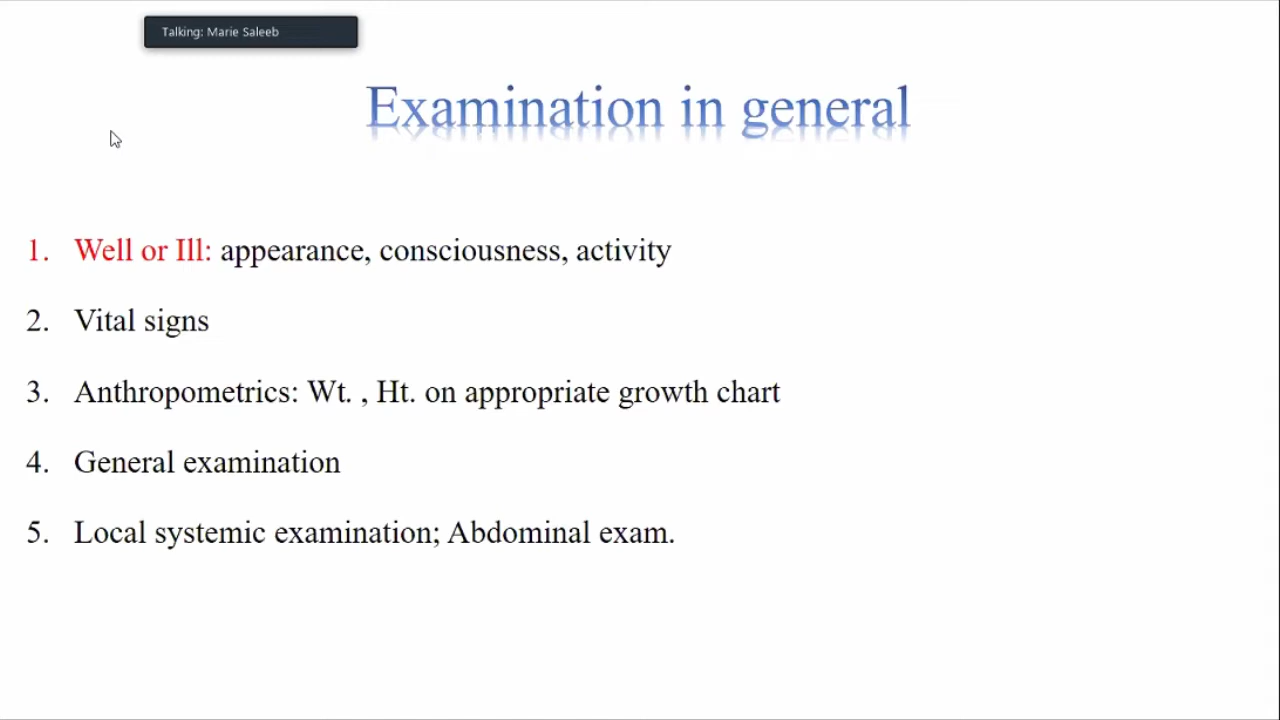 Talking: Marie Saleeb
Examination in general
1. Well or Ill: appearance, consciousness, activity
2. Vital signs
3. Anthropometrics: Wt. , Ht. on appropriate growth chart
4. General examination
5. Local systemic examination; Abdominal exam.